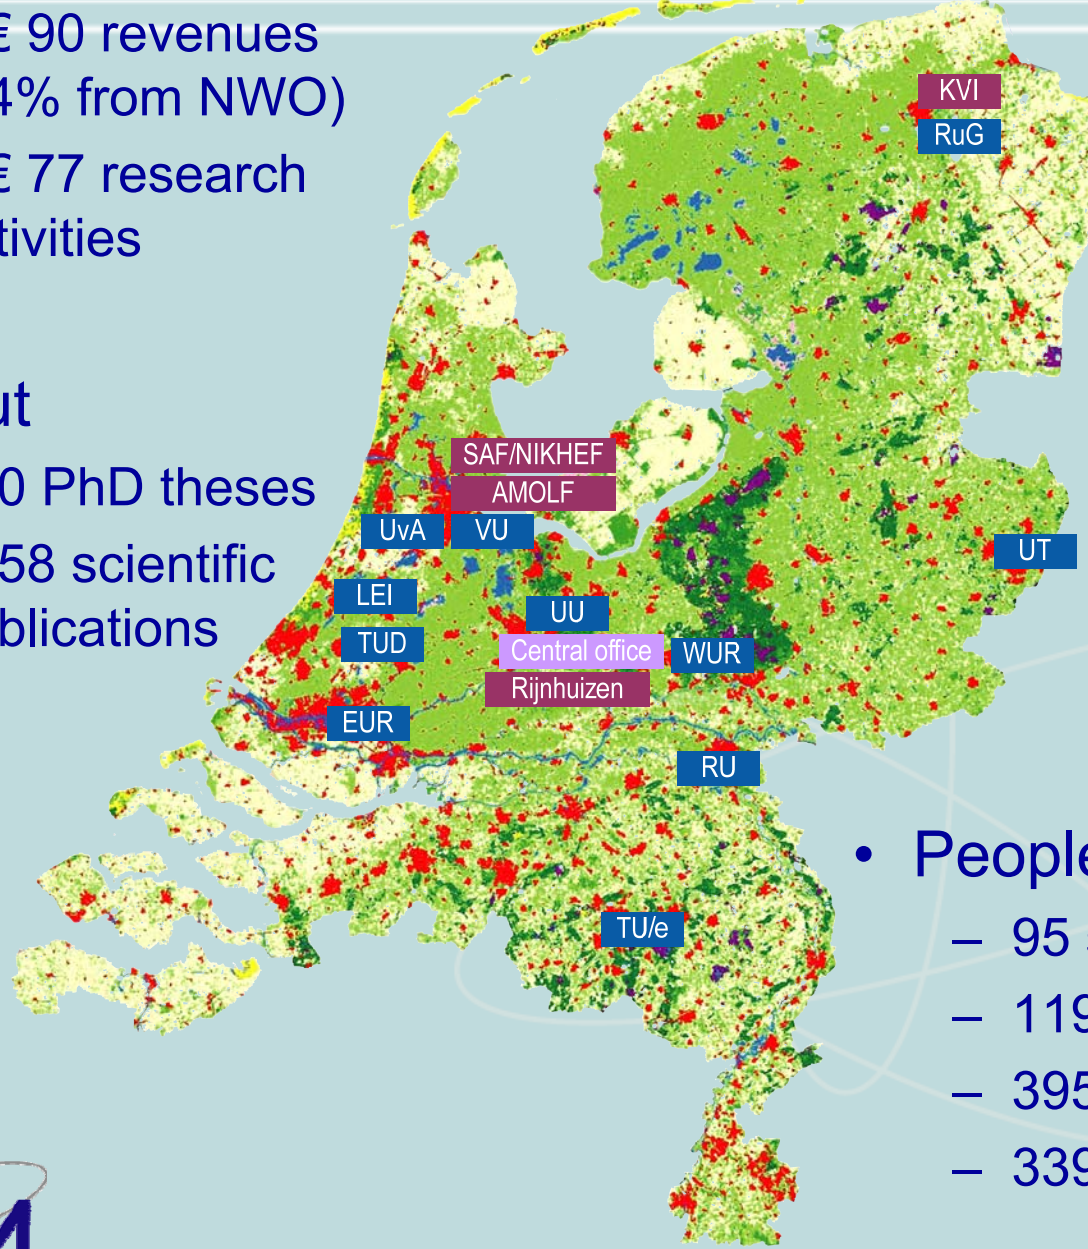 € 90 revenues
4% from NWO)
€ 77 research
tivities
ut
0 PhD theses
58 scientific
blications
KVI
RuG
SAF/NIKHEF
AMOLF
UvA
VU
UT
LEI
UU
TUD
Central office
WUR
Rijnhuizen
EUR
RU
TU/e
• People
– 95
– 119
– 395
– 339